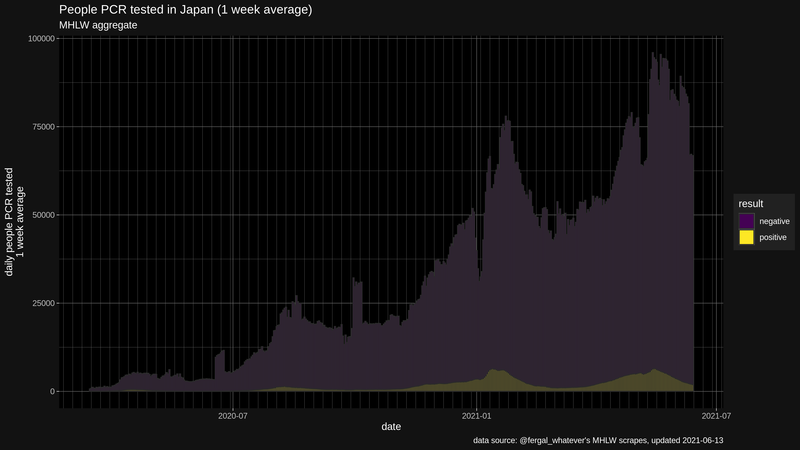 People PCR tested in Japan (1 week average)
MHLW aggregate
100000
75000
50000
25000
0
daily people PCR tested
1 week average
2020-07
2021-01
2021-07
date
result
negative
positive
data source: @fergal_whatever's MHLW scrapes, updated 2021-06-13